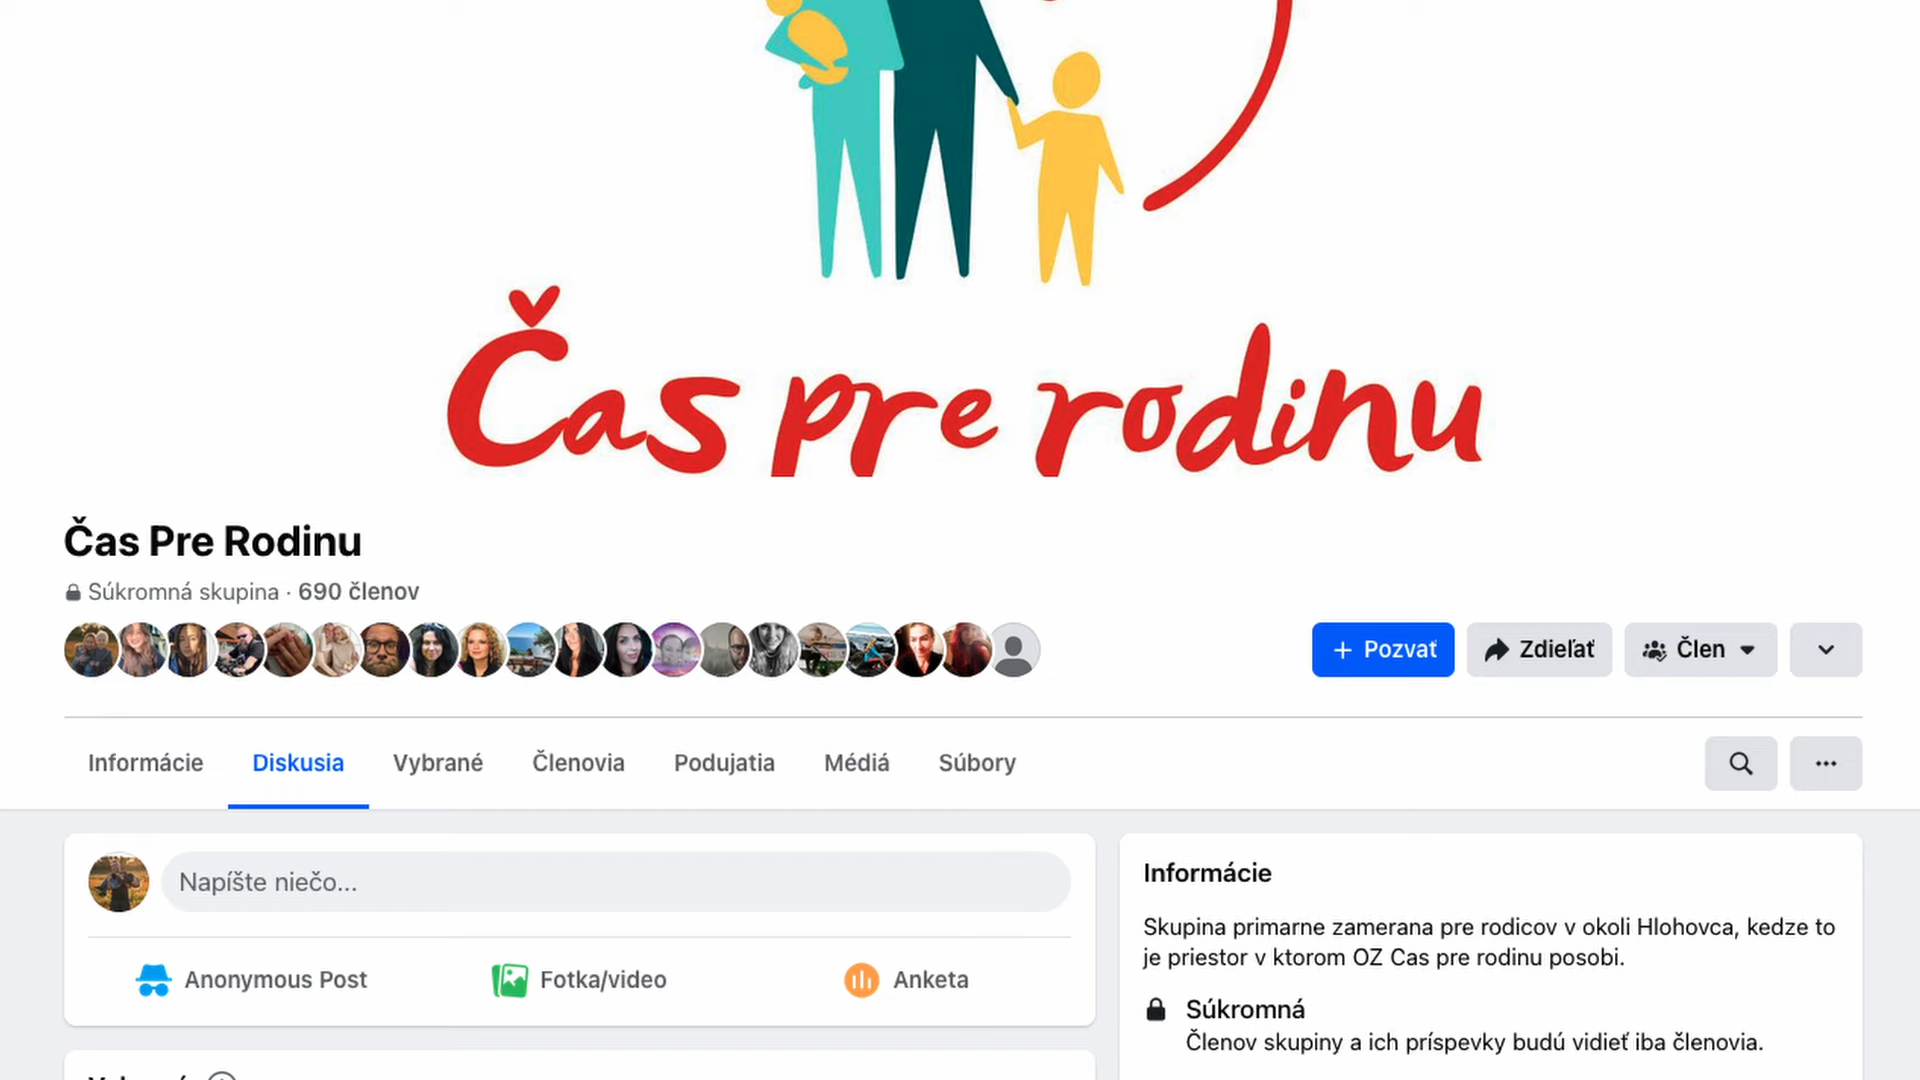 Čas pre rodinu
Čas Pre Rodinu
Súkromná skupina · 690 členov
+ Pozvať
Zdieľať
Člen
Informácie
Diskusia
Vybrané
Členovia
Podujatia
Médiá
Súbory
Napíšte niečo...
Anonymous Post
Fotka/video
Anketa
Informácie
Skupina primarne zamerana pre rodicov v okoli Hlohovca, kedze to
je priestor v ktorom OZ Cas pre rodinu posobi.
Súkromná
Členov skupiny a ich príspevky budú vidieť iba členovia.